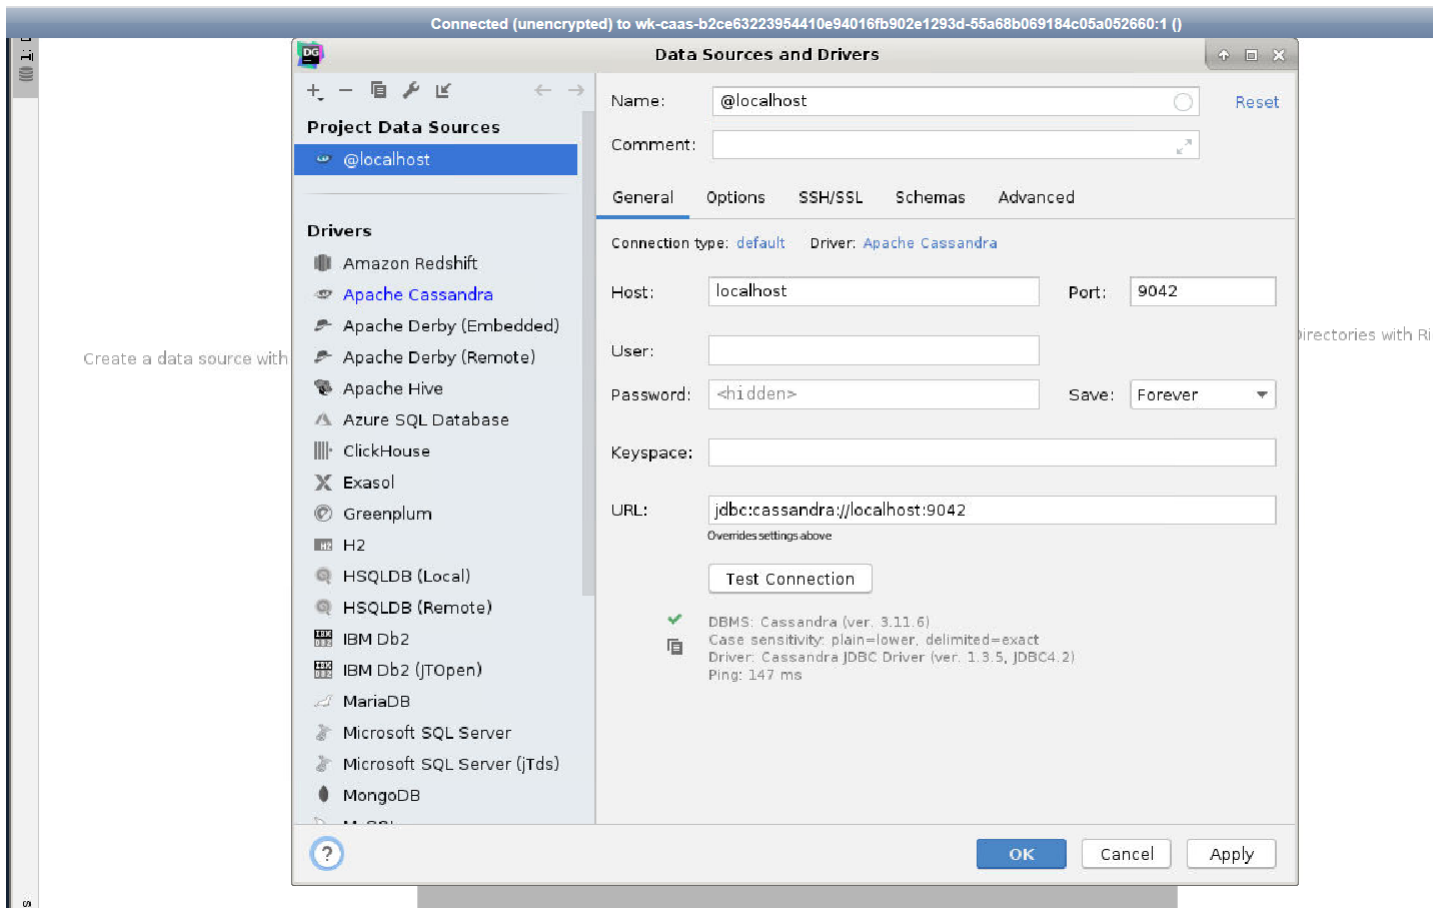 Connected (unencrypted) to wk-caas-b2ce63223954410e94016fb902e1293d-55a68b069184c05a052660:1 ()
DG
Data Sources and Drivers
Name: @localhost Reset
Project Data Sources
Comment:
@localhost
General Options SSH/SSL Schemas Advanced
Drivers
Connection type: default Driver: Apache Cassandra
Amazon Redshift
Apache Cassandra
Host: localhost Port: 9042
Apache Derby (Embedded)
Create a data source with
Apache Derby (Remote)
User:
irectories with Ri
Apache Hive
Password: <hidden> Save: Forever
Azure SQL Database
ClickHouse
Keyspace:
Exasol
Greenplum
URL: jdbc:cassandra://localhost:9042
Overrides settings above
H2
HSQLDB (Local)
Test Connection
HSQLDB (Remote)
DBMS: Cassandra (ver. 3.11.6)
IBM Db2
Case sensitivity: plain=lower, delimited=exact
Driver: Cassandra JDBC Driver (ver. 1.3.5, JDBC4.2)
IBM Db2 (JTOpen)
Ping: 147 ms
MariaDB
Microsoft SQL Server
Microsoft SQL Server (jTds)
MongoDB
? OK Cancel Apply